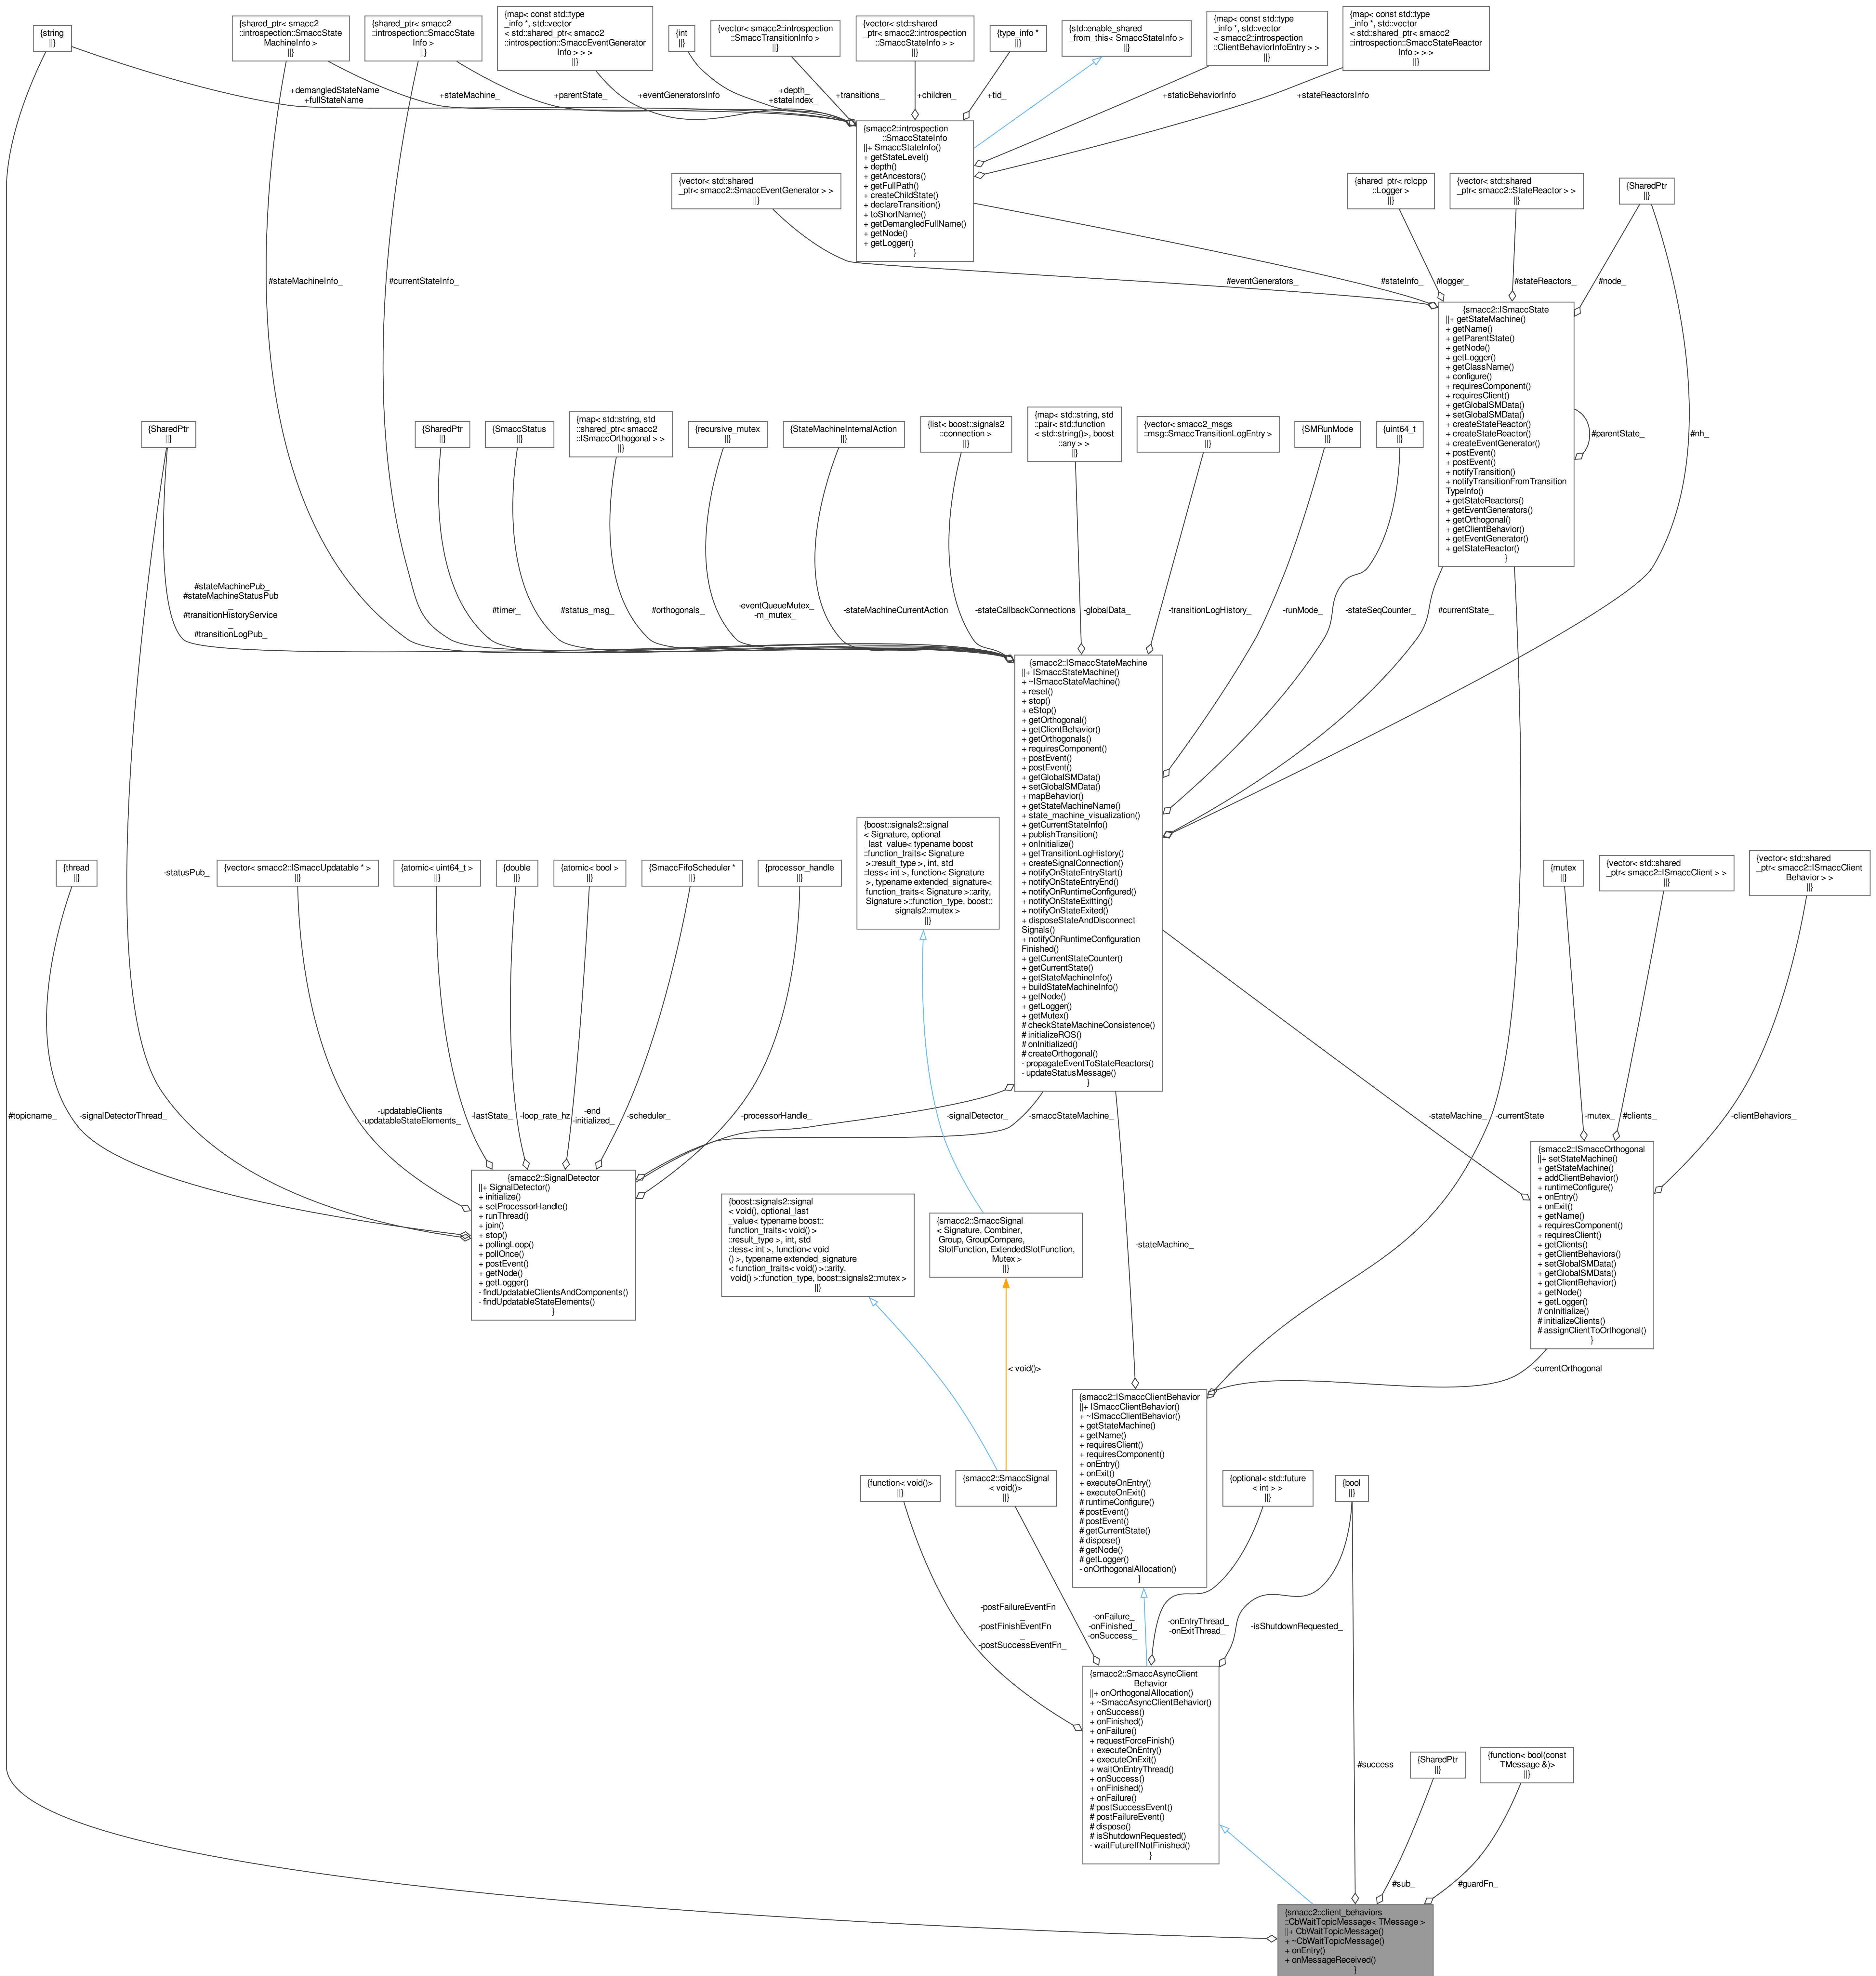 {string
||}
{shared_ptr< smacc2
::introspection::SmaccState
MachineInfo >
||}
{shared_ptr< smacc2
::introspection::SmaccState
Info >
||}
{map< const std::type
_info *, std::vector
< std::shared_ptr< smacc2
::introspection::SmaccEventGenerator
Info > > >
||}
{int
||}
{vector< smacc2::introspection
::SmaccTransitionInfo >
||}
{vector< std::shared
_ptr< smacc2::introspection
::SmaccStateInfo > >
||}
{type_info *
||}
{std::enable_shared
_from_this< SmaccStateInfo >
||}
{map< const std::type
_info *, std::vector
< smacc2::introspection
::ClientBehaviorInfoEntry > >
||}
{map< const std::type
_info *, std::vector
< std::shared_ptr< smacc2
::introspection::SmaccStateReactor
Info > > >
||}
+demangledStateName
+fullStateName
+stateMachine_
+parentState_
+eventGeneratorsInfo
+depth_
+stateIndex_
+transitions_
+children_
+tid_
+staticBehaviorInfo
+stateReactorsInfo
{smacc2::introspection
::SmaccStateInfo
||+ SmaccStateInfo()
+ getStateLevel()
+ depth()
+ getAncestors()
+ getFullPath()
+ createChildState()
+ declareTransition()
+ toShortName()
+ getDemangledFullName()
+ getNode()
+ getLogger()
}
{vector< std::shared
_ptr< smacc2::SmaccEventGenerator > >
||}
{shared_ptr< rclcpp
::Logger >
||}
{vector< std::shared
_ptr< smacc2::StateReactor > >
||}
{SharedPtr
||}
#stateMachineInfo_
#currentStateInfo_
#eventGenerators_
#stateInfo_
#logger_
#stateReactors_
#node_
{smacc2::ISmaccState
||+ getStateMachine()
+ getName()
+ getParentState()
+ getNode()
+ getLogger()
+ getClassName()
+ configure()
+ requiresComponent()
+ requiresClient()
+ getGlobalSMData()
+ setGlobalSMData()
+ createStateReactor()
+ createStateReactor()
+ createEventGenerator()
+ postEvent()
+ postEvent()
+ notifyTransition()
+ notifyTransitionFromTransition
TypeInfo()
+ getStateReactors()
+ getEventGenerators()
+ getOrthogonal()
+ getClientBehavior()
+ getEventGenerator()
+ getStateReactor()
}
#parentState_
#nh_
{SharedPtr
||}
{SharedPtr
||}
{SmaccStatus
||}
{map< std::string, std
::shared_ptr< smacc2
::ISmaccOrthogonal > >
||}
{recursive_mutex
||}
{StateMachineInternalAction
||}
{list< boost::signals2
::connection >
||}
{map< std::string, std
::pair< std::function
< std::string()>, boost
::any > >
||}
{vector< smacc2_msgs
::msg::SmaccTransitionLogEntry >
||}
{SMRunMode
||}
{uint64_t
||}
#stateMachinePub_
#stateMachineStatusPub
_
#transitionHistoryService
_
#transitionLogPub_
#timer_
#status_msg_
#orthogonals_
-eventQueueMutex_
-m_mutex_
-stateMachineCurrentAction
-stateCallbackConnections
-globalData_
-transitionLogHistory_
-runMode_
-stateSeqCounter_
#currentState_
{smacc2::ISmaccStateMachine
||+ ISmaccStateMachine()
+ ~ISmaccStateMachine()
+ reset()
+ stop()
+ eStop()
+ getOrthogonal()
+ getClientBehavior()
+ getOrthogonals()
+ requiresComponent()
+ postEvent()
+ postEvent()
+ getGlobalSMData()
+ setGlobalSMData()
+ mapBehavior()
+ getStateMachineName()
+ state_machine_visualization()
+ getCurrentStateInfo()
+ publishTransition()
+ onInitialize()
+ getTransitionLogHistory()
+ createSignalConnection()
+ notifyOnStateEntryStart()
+ notifyOnStateEntryEnd()
+ notifyOnRuntimeConfigured()
+ notifyOnStateExitting()
+ notifyOnStateExited()
+ disposeStateAndDisconnect
Signals()
+ notifyOnRuntimeConfiguration
Finished()
+ getCurrentStateCounter()
+ getCurrentState()
+ getStateMachineInfo()
+ buildStateMachineInfo()
+ getNode()
+ getLogger()
+ getMutex()
# checkStateMachineConsistence()
# initializeROS()
# onInitialized()
# createOrthogonal()
- propagateEventToStateReactors()
- updateStatusMessage()
}
{boost::signals2::signal
< Signature, optional
_last_value< typename boost
::function_traits< Signature
>::result_type >, int, std
::less< int >, function< Signature
>, typename extended_signature<
function_traits< Signature >::arity,
Signature >::function_type, boost::
signals2::mutex >
||}
{thread
||}
-statusPub_
{vector< smacc2::ISmaccUpdatable * >
||}
{atomic< uint64_t >
||}
{double
||}
{atomic< bool >
||}
{SmaccFifoScheduler *
||}
{processor_handle
||}
{mutex
||}
{vector< std::shared
_ptr< smacc2::ISmaccClient > >
||}
{vector< std::shared
_ptr< smacc2::ISmaccClient
Behavior > >
||}
#topicname_
-signalDetectorThread_
-updatableClients_
-updatableStateElements_
-lastState_
-loop_rate_hz
-end_
-initialized_
-scheduler_
-processorHandle_
-signalDetector_
-smaccStateMachine_
-stateMachine_
-currentState
-mutex_
#clients_
-clientBehaviors_
{smacc2::SignalDetector
||+ SignalDetector()
+ initialize()
+ setProcessorHandle()
+ runThread()
+ join()
+ stop()
+ pollingLoop()
+ pollOnce()
+ postEvent()
+ getNode()
+ getLogger()
- findUpdatableClientsAndComponents()
- findUpdatableStateElements()
}
{smacc2::ISmaccOrthogonal
||+ setStateMachine()
+ getStateMachine()
+ addClientBehavior()
+ runtimeConfigure()
+ onEntry()
+ onExit()
+ getName()
+ requiresComponent()
+ requiresClient()
+ getClients()
+ getClientBehaviors()
+ setGlobalSMData()
+ getGlobalSMData()
+ getClientBehavior()
+ getNode()
+ getLogger()
# onInitialize()
# initializeClients()
# assignClientToOrthogonal()
}
{boost::signals2::signal
< void(), optional_last
_value< typename boost::
function_traits< void() >
::result_type >, int, std
::less< int >, function< void
() >, typename extended_signature
< function_traits< void() >::arity,
void() >::function_type, boost::signals2::mutex >
||}
{smacc2::SmaccSignal
< Signature, Combiner,
Group, GroupCompare,
SlotFunction, ExtendedSlotFunction,
Mutex >
||}
-stateMachine_
< void()>
-currentOrthogonal
{smacc2::ISmaccClientBehavior
||+ ISmaccClientBehavior()
+ ~ISmaccClientBehavior()
+ getStateMachine()
+ getName()
+ requiresClient()
+ requiresComponent()
+ onEntry()
+ onExit()
+ executeOnEntry()
+ executeOnExit()
# runtimeConfigure()
# postEvent()
# postEvent()
# getCurrentState()
# dispose()
# getNode()
# getLogger()
- onOrthogonalAllocation()
}
{function< void()>
||}
{smacc2::SmaccSignal
< void()>
||}
{optional< std::future
< int > >
||}
{bool
||}
-postFailureEventFn
_
-postFinishEventFn
_
-postSuccessEventFn_
-onFailure_
-onFinished_
-onSuccess_
-onEntryThread_
-onExitThread_
-isShutdownRequested_
{smacc2::SmaccAsyncClient
Behavior
||+ onOrthogonalAllocation()
+ ~SmaccAsyncClientBehavior()
+ onSuccess()
+ onFinished()
+ onFailure()
+ requestForceFinish()
+ executeOnEntry()
+ executeOnExit()
+ waitOnEntryThread()
+ onSuccess()
+ onFinished()
+ onFailure()
# postSuccessEvent()
# postFailureEvent()
# dispose()
# isShutdownRequested()
- waitFutureIfNotFinished()
}
#success
{SharedPtr
||}
{function< bool(const
TMessage &)>
||}
#sub_
#guardFn_
{smacc2::client_behaviors
::CbWaitTopicMessage< TMessage >
||+ CbWaitTopicMessage()
+ ~CbWaitTopicMessage()
+ onEntry()
+ onMessageReceived()
}